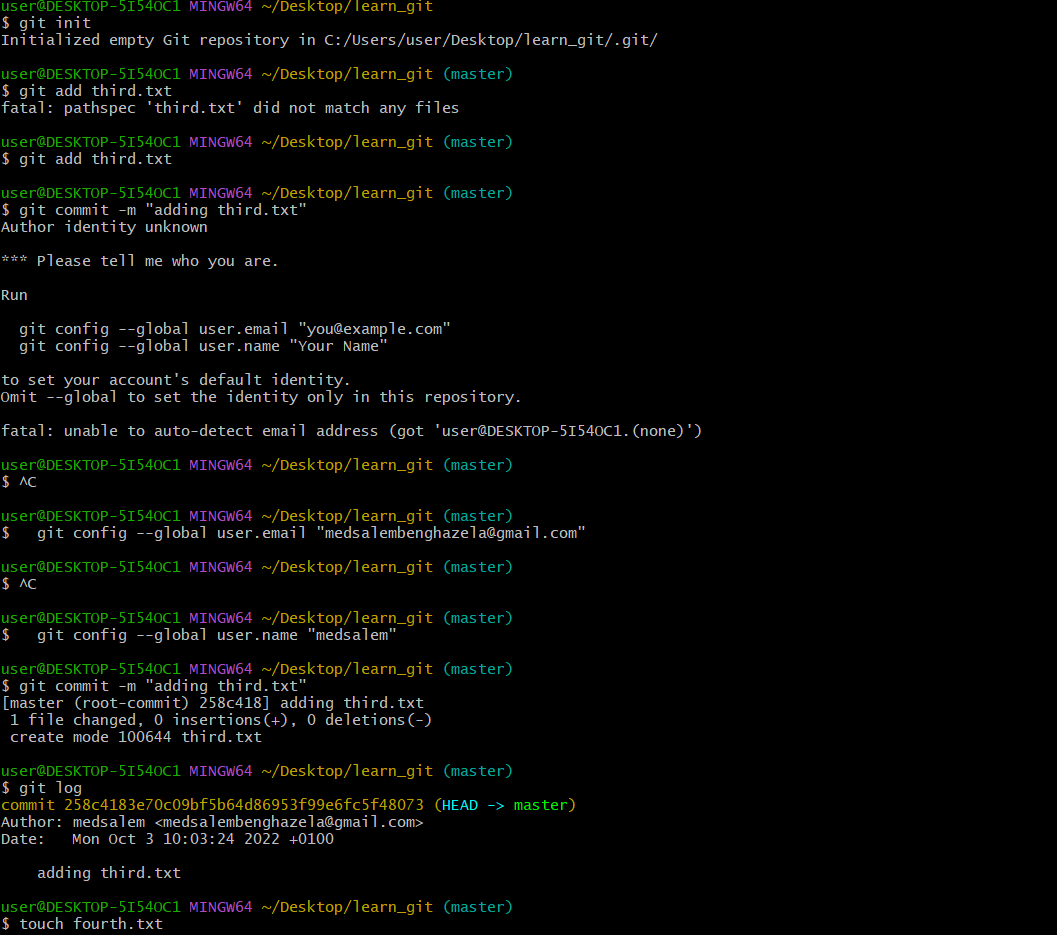 user@DESKTOP-5I54OC1 MINGW64 ~/Desktop/learn_git
$ git init
Initialized empty Git repository in C:/Users/user/Desktop/learn_git/.git/
user@DESKTOP-5I54OC1 MINGW64 ~/Desktop/learn_git (master)
$ git add third.txt
fatal: pathspec 'third.txt' did not match any files
user@DESKTOP-5I54OC1 MINGW64 ~/Desktop/learn_git (master)
$ git add third.txt
user@DESKTOP-5I54OC1 MINGW64 ~/Desktop/learn_git (master)
$ git commit -m "adding third.txt"
Author identity unknown
*** Please tell me who you are.
Run
  git config --global user.email "you@example.com"
  git config --global user.name "Your Name"
to set your account's default identity.
Omit --global to set the identity only in this repository.
fatal: unable to auto-detect email address (got 'user@DESKTOP-5I54OC1.(none)')
user@DESKTOP-5I54OC1 MINGW64 ~/Desktop/learn_git (master)
$ ^C
user@DESKTOP-5I54OC1 MINGW64 ~/Desktop/learn_git (master)
$   git config --global user.email "medsalembenghazela@gmail.com"
user@DESKTOP-5I54OC1 MINGW64 ~/Desktop/learn_git (master)
$ ^C
user@DESKTOP-5I54OC1 MINGW64 ~/Desktop/learn_git (master)
$   git config --global user.name "medsalem"
user@DESKTOP-5I54OC1 MINGW64 ~/Desktop/learn_git (master)
$ git commit -m "adding third.txt"
[master (root-commit) 258c418] adding third.txt
 1 file changed, 0 insertions(+), 0 deletions(-)
 create mode 100644 third.txt
user@DESKTOP-5I54OC1 MINGW64 ~/Desktop/learn_git (master)
$ git log
commit 258c4183e70c09bf5b64d86953f99e6fc5f48073 (HEAD -> master)
Author: medsalem <medsalembenghazela@gmail.com>
Date:   Mon Oct 3 10:03:24 2022 +0100
    adding third.txt
user@DESKTOP-5I54OC1 MINGW64 ~/Desktop/learn_git (master)
$ touch fourth.txt